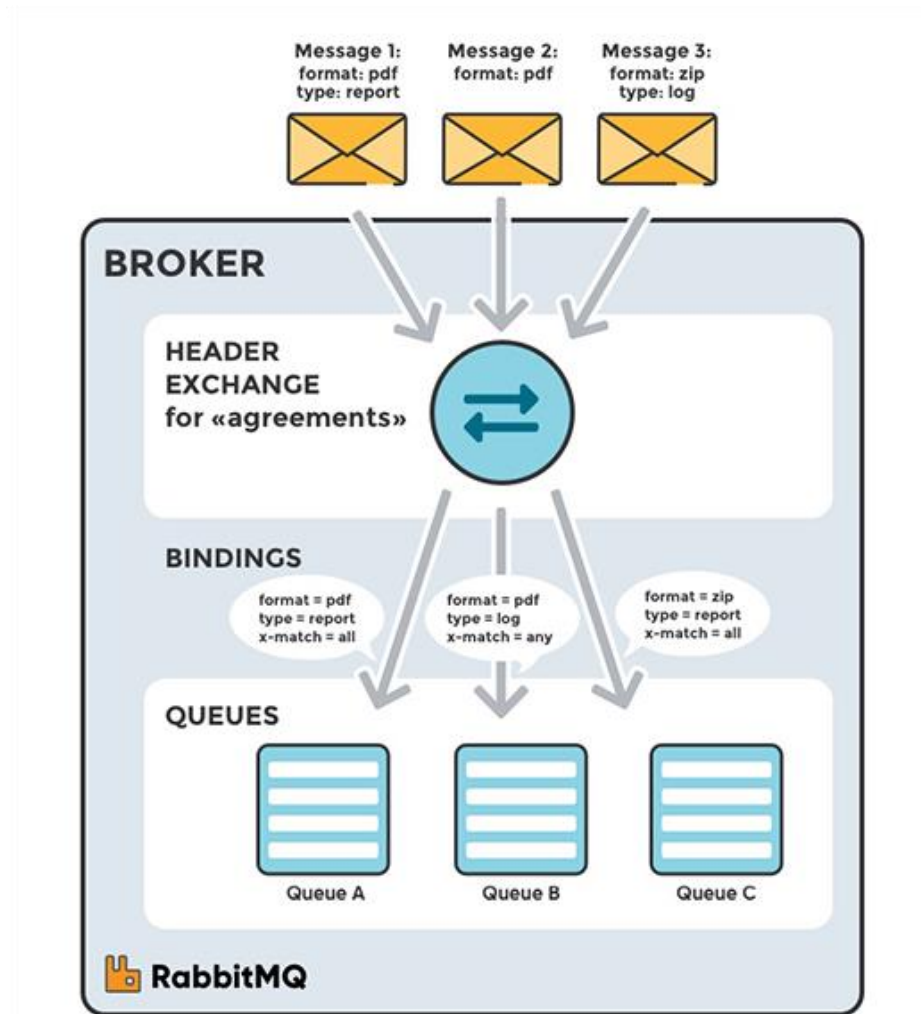 Message 1:
format: pdf
type: report
Message 2:
format: pdf
Message 3:
format: zip
type: log
BROKER
HEADER
EXCHANGE
for «agreements»
BINDINGS
format = pdf
type = report
x-match = all
format = pdf
type = log
x-match = any
format = zip
type = report
x-match = all
QUEUES
Queue A
Queue B
Queue C
RabbitMQ